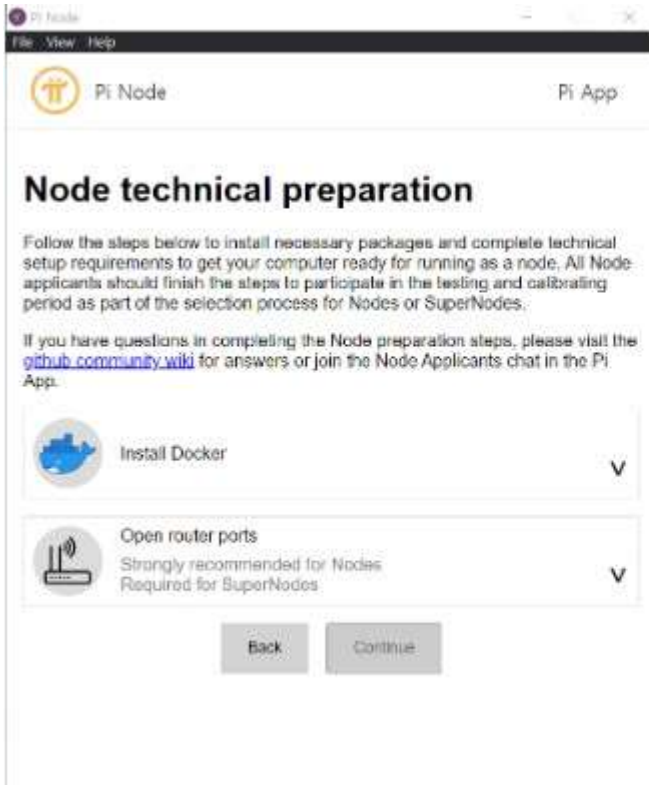 Pi Node
File View Help
Pi Node
Pi App
Node technical preparation
Follow the steps below to install necessary packages and complete technical
setup requirements to get your computer ready for running as a node. All Node
applicants should finish the steps to participate in the testing and calibrating
period as part of the selection process for Nodes or SuperNodes.
If you have questions in completing the Node preparation steps, please visit the
github community wiki for answers or join the Node Applicants chat in the Pi
App.
Install Docker
Open router ports
Strongly recommended for Nodes
Required for SuperNodes
Back
Continue